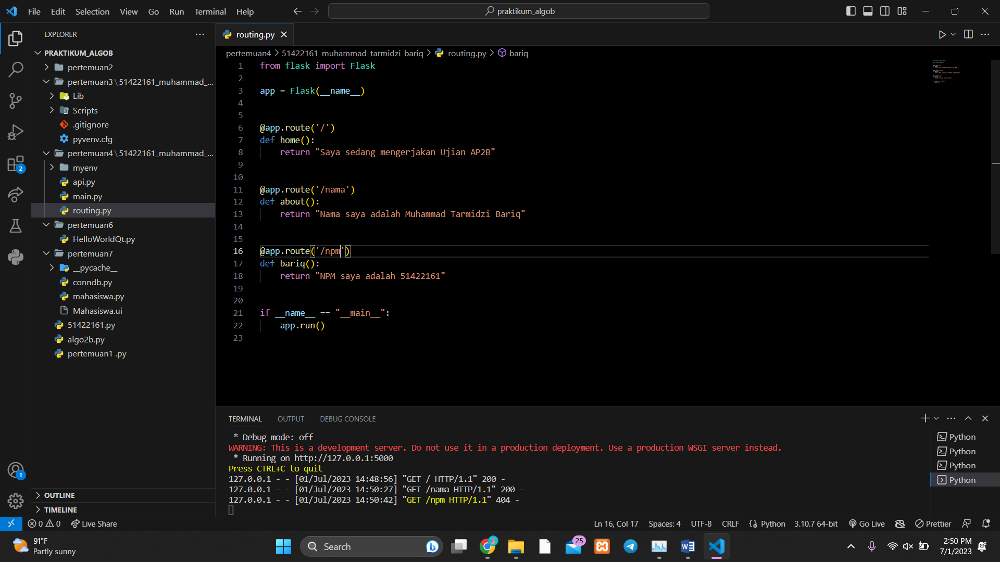 File Edit Selection View Go Run Terminal Help
praktikum_algob
EXPLORER
PRAKTIKUM_ALGOB
pertemuan2
pertemuan3\51422161_muhammad_...
Lib
Scripts
.gitignore
pyvenv.cfg
pertemuan4\51422161_muhammad_...
myenv
api.py
main.py
routing.py
pertemuan6
HelloWorldQt.py
pertemuan7
__pycache__
conndb.py
mahasiswa.py
Mahasiswa.ui
51422161.py
algo2b.py
pertemuan1 .py
OUTLINE
TIMELINE
2
1
routing.py
pertemuan4 > 51422161_muhammad_tarmidzi_bariq > routing.py > bariq
1 from flask import Flask
2
3 app = Flask(__name__)
4
5
6 @app.route('/')
7 def home():
8 return "Saya sedang mengerjakan Ujian AP2B"
9
10
11 @app.route('/nama')
12 def about():
13 return "Nama saya adalah Muhammad Tarmidzi Bariq"
14
15
16 @app.route('/npm')
17 def bariq():
18 return "NPM saya adalah 51422161"
19
20
21 if __name__ == "__main__":
22 app.run()
23
TERMINAL OUTPUT DEBUG CONSOLE
* Debug mode: off
WARNING: This is a development server. Do not use it in a production deployment. Use a production WSGI server instead.
* Running on http://127.0.0.1:5000
Press CTRL+C to quit
127.0.0.1 - - [01/Jul/2023 14:48:56] "GET / HTTP/1.1" 200 -
127.0.0.1 - - [01/Jul/2023 14:50:27] "GET /nama HTTP/1.1" 200 -
127.0.0.1 - - [01/Jul/2023 14:50:42] "GET /npm HTTP/1.1" 404 -
Python
Python
Python
Python
0 0 Live Share Ln 16, Col 17 Spaces: 4 UTF-8 CRLF Python 3.10.7 64-bit Go Live Prettier
91°F
Partly sunny
Search
25
2:50 PM
7/1/2023